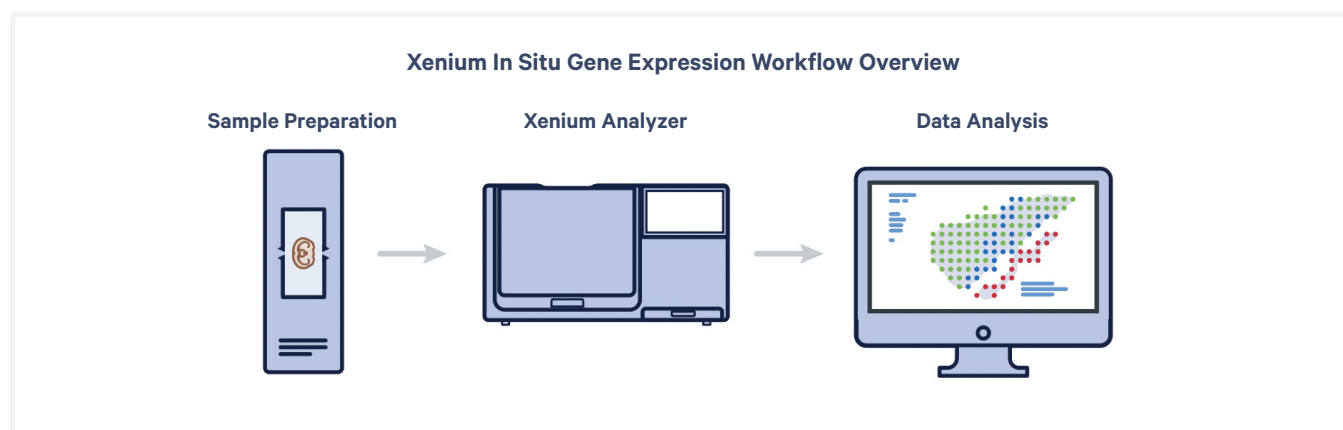 Xenium In Situ Gene Expression Workflow Overview
Sample Preparation
Xenium Analyzer
Data Analysis